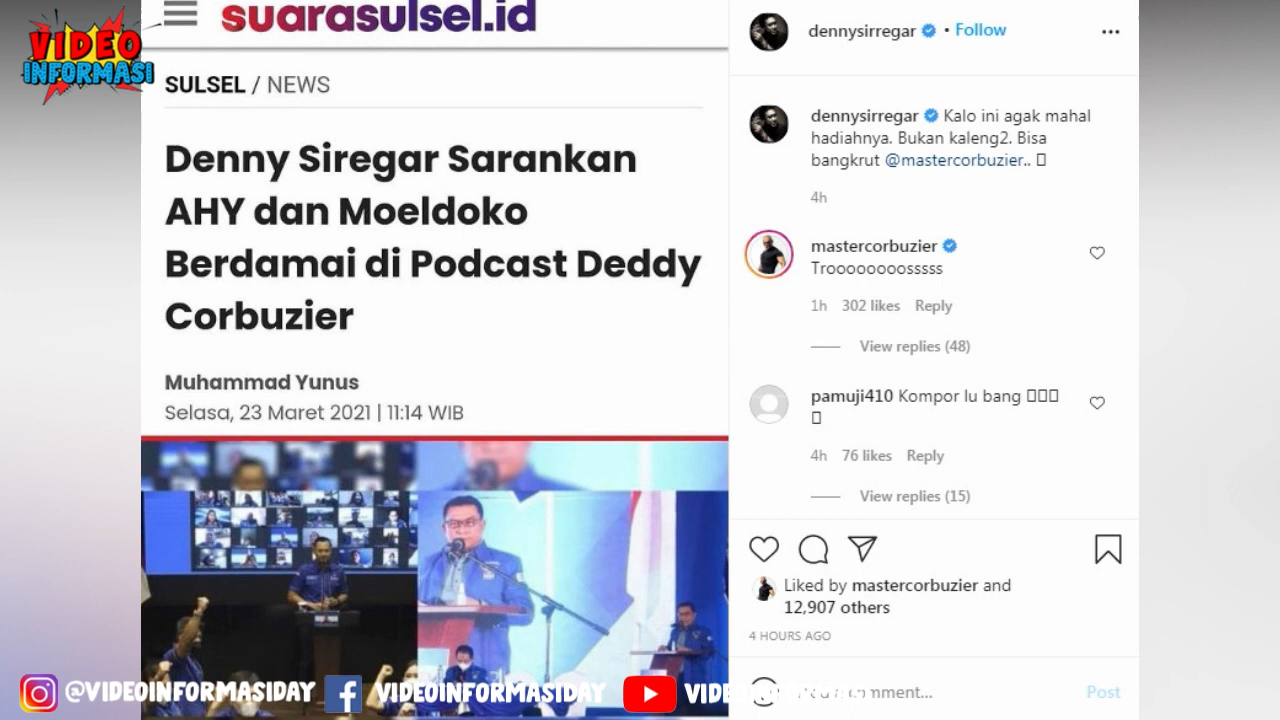 VIDEO
INFORMASI
suarasulsel.id
SULSEL / NEWS
Denny Siregar Sarankan
AHY dan Moeldoko
Berdamai di Podcast Deddy
Corbuzier
Muhammad Yunus
Selasa, 23 Maret 2021 | 11:14 WIB
dennysirregar • Follow
dennysirregar Kalo ini agak mahal
hadiahnya. Bukan kaleng2. Bisa
bangkrut @mastercorbuzier..
4h
mastercorbuzier
Trooooooooosssss
1h 302 likes Reply
View replies (48)
pamuji410 Kompor lu bang
4h 76 likes Reply
View replies (15)
Liked by mastercorbuzier and
12,907 others
4 HOURS AGO
Post
@VIDEOINFORMASIDAY
VIDEOINFORMASIDAY